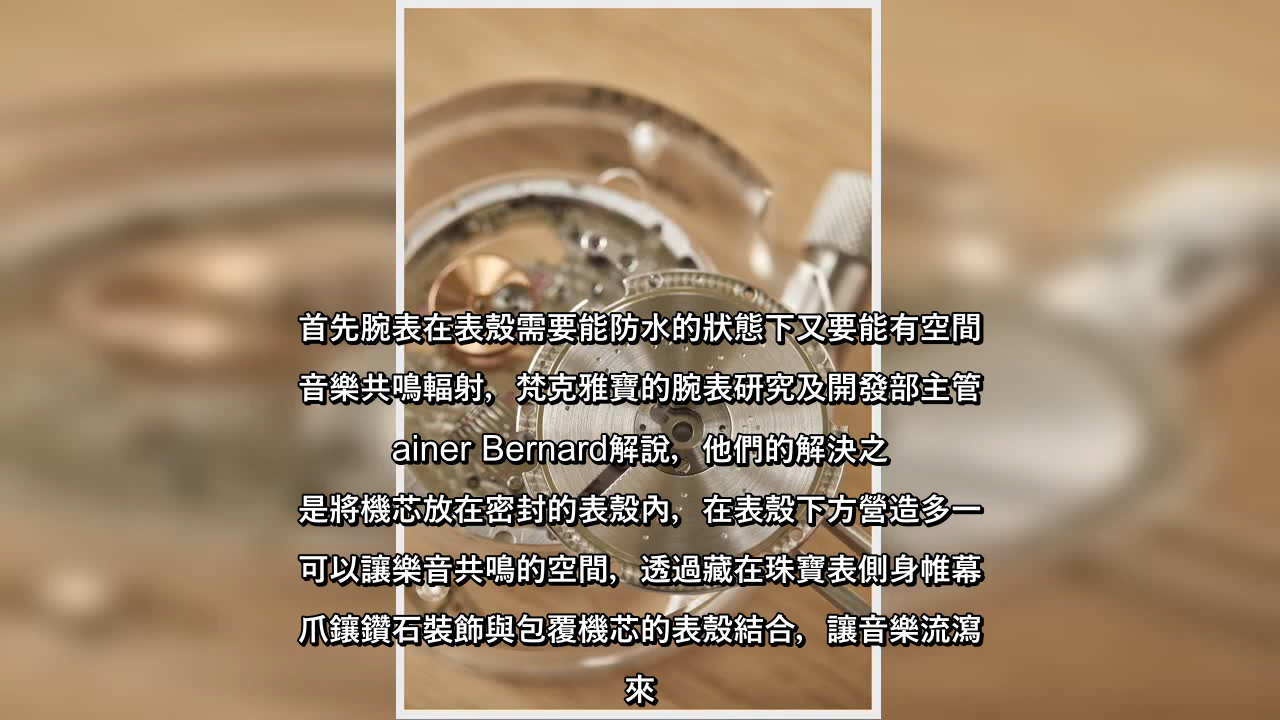 首先腕表在表殼需要能防水的狀態下又要能有空間
音樂共鳴輻射，梵克雅寶的腕表研究及開發部主管
ainer Bernard解說，他們的解決之
是將機芯放在密封的表殼內，在表殼下方營造多一
可以讓樂音共鳴的空間，透過藏在珠寶表側身帷幕
爪鑲鑽石裝飾與包覆機芯的表殼結合，讓音樂流瀉
來